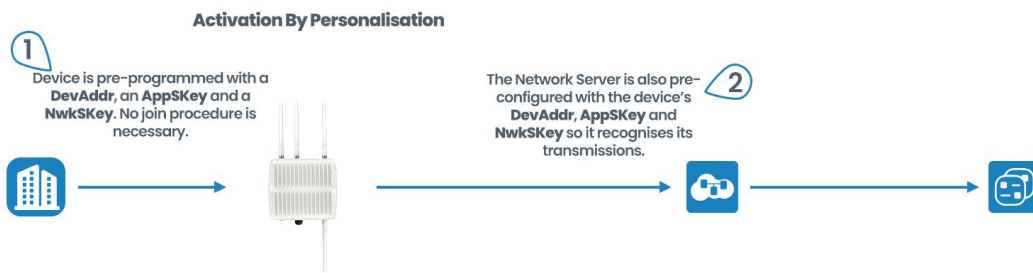 Activation By Personalisation
1
Device is pre-programmed with a
DevAddr, an AppSKey and a
NwkSKey. No join procedure is
necessary.
The Network Server is also pre-
configured with the device's
DevAddr, AppSKey and
NwkSKey so it recognises its
transmissions.
2